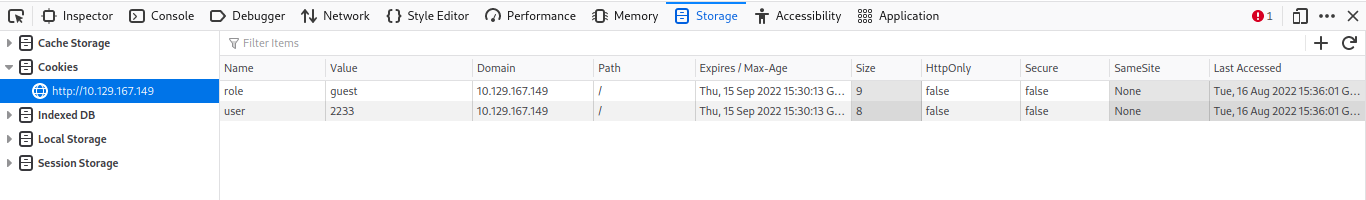 Inspector Console Debugger Network Style Editor Performance Memory Storage Accessibility Application 1
Cache Storage
Filter Items
Cookies
Name Value Domain Path Expires / Max-Age Size HttpOnly Secure SameSite Last Accessed
http://10.129.167.149
role guest 10.129.167.149 / Thu, 15 Sep 2022 15:30:13 G... 9 false false None Tue, 16 Aug 2022 15:36:01 G...
Indexed DB
user 2233 10.129.167.149 / Thu, 15 Sep 2022 15:30:13 G... 8 false false None Tue, 16 Aug 2022 15:36:01 G...
Local Storage
Session Storage